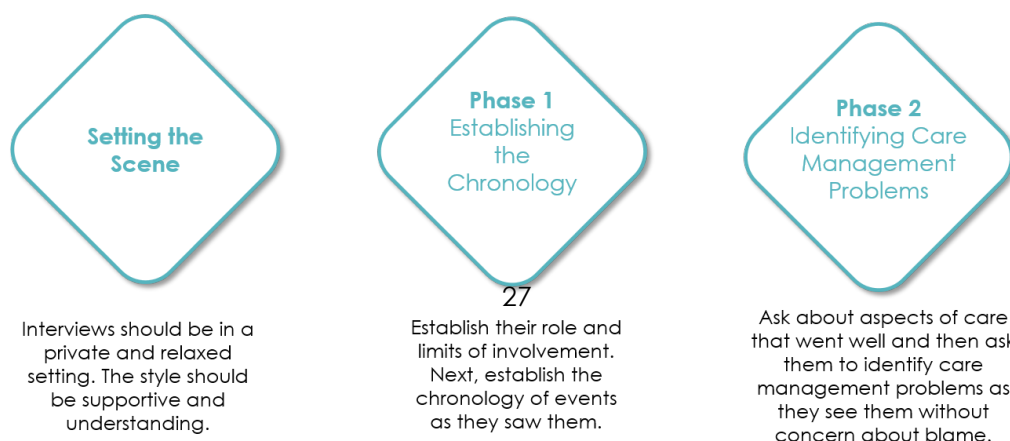 Setting the
Scene
Interviews should be in a
private and relaxed
setting. The style should
be supportive and
understanding.
Phase 1
Establishing
the
Chronology
27
Establish their role and
limits of involvement.
Next, establish the
chronology of events
as they saw them.
Phase 2
Identifying Care
Management
Problems
Ask about aspects of care
that went well and then ask
them to identify care
management problems as
they see them without
concern about blame.